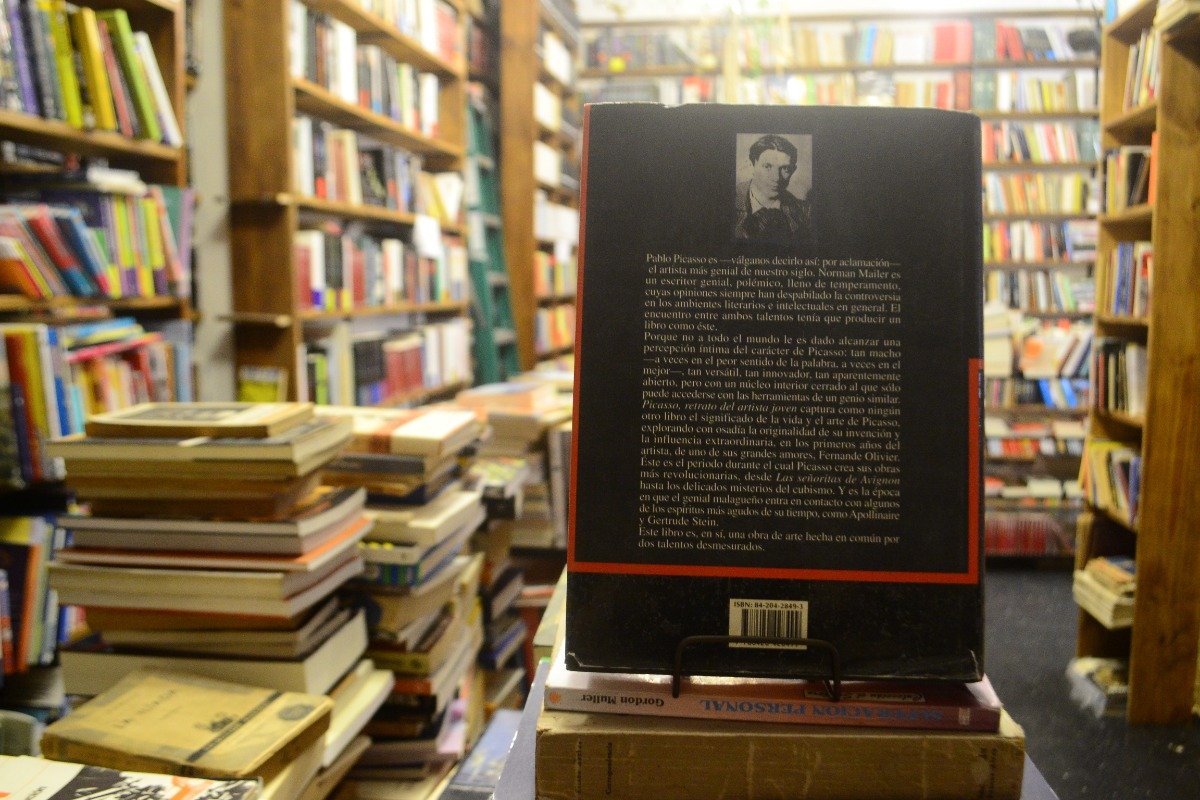 Pablo Picasso es —válganos decirlo así: por aclamación—
el artista más genial de nuestro siglo. Norman Mailer es
un escritor genial, polémico, lleno de temperamento,
cuyas opiniones siempre han despabilado la controversia
en los ambientes literarios e intelectuales en general. El
encuentro entre ambos talentos tenía que producir un
libro como éste.
Porque no a todo el mundo le es dado alcanzar una
percepción íntima del carácter de Picasso: tan macho
—a veces en el peor sentido de la palabra, a veces en el
mejor—, tan versátil, tan innovador, tan aparentemente
abierto, pero con un núcleo interior cerrado al que sólo
puede accederse con las herramientas de un genio similar.
Picasso, retrato del artista joven captura como ningún
otro libro el significado de la vida y el arte de Picasso,
explorando con osadía la originalidad de su invención y
la influencia extraordinaria, en los primeros años del
artista, de uno de sus grandes amores, Fernande Olivier.
Éste es el periodo durante el cual Picasso crea sus obras
más revolucionarias, desde Las señoritas de Avignon
hasta los delicados misterios del cubismo. Y es la época
en que el genial malagueño entra en contacto con algunos
de los espíritus más agudos de su tiempo, como Apollinaire
y Gertrude Stein.
Este libro es, en sí, una obra de arte hecha en común por
dos talentos desmesurados.
ISBN: 84-204-2849-3
SUPERACIÓN PERSONAL
Gordon Muller